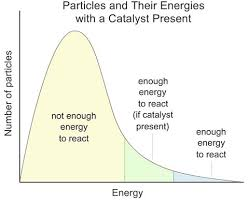 Particles and Their Energies
with a Catalyst Present
Number of particles
not enough
energy
to react
enough
energy
to react
(if catalyst
present)
enough
energy
to react
Energy